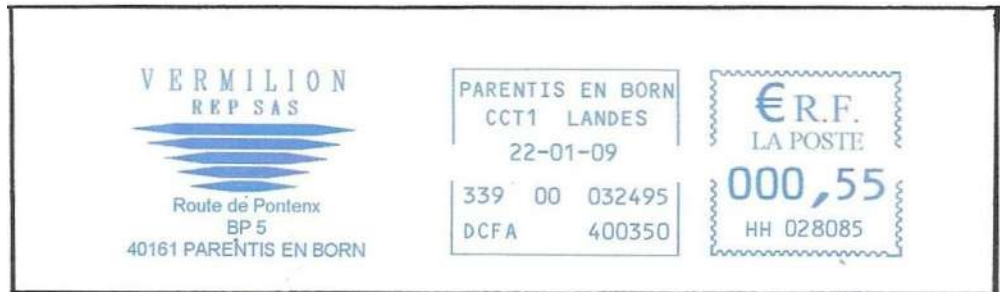 VERMILION
REP SAS
Route de Pontenx
BP 5
40161 PARENTIS EN BORN
PARENTIS EN BORN
CCT1 LANDES
22-01-09
339 00 032495
DCFA 400350
€ R.F.
LA POSTE
000,55
HH 028085